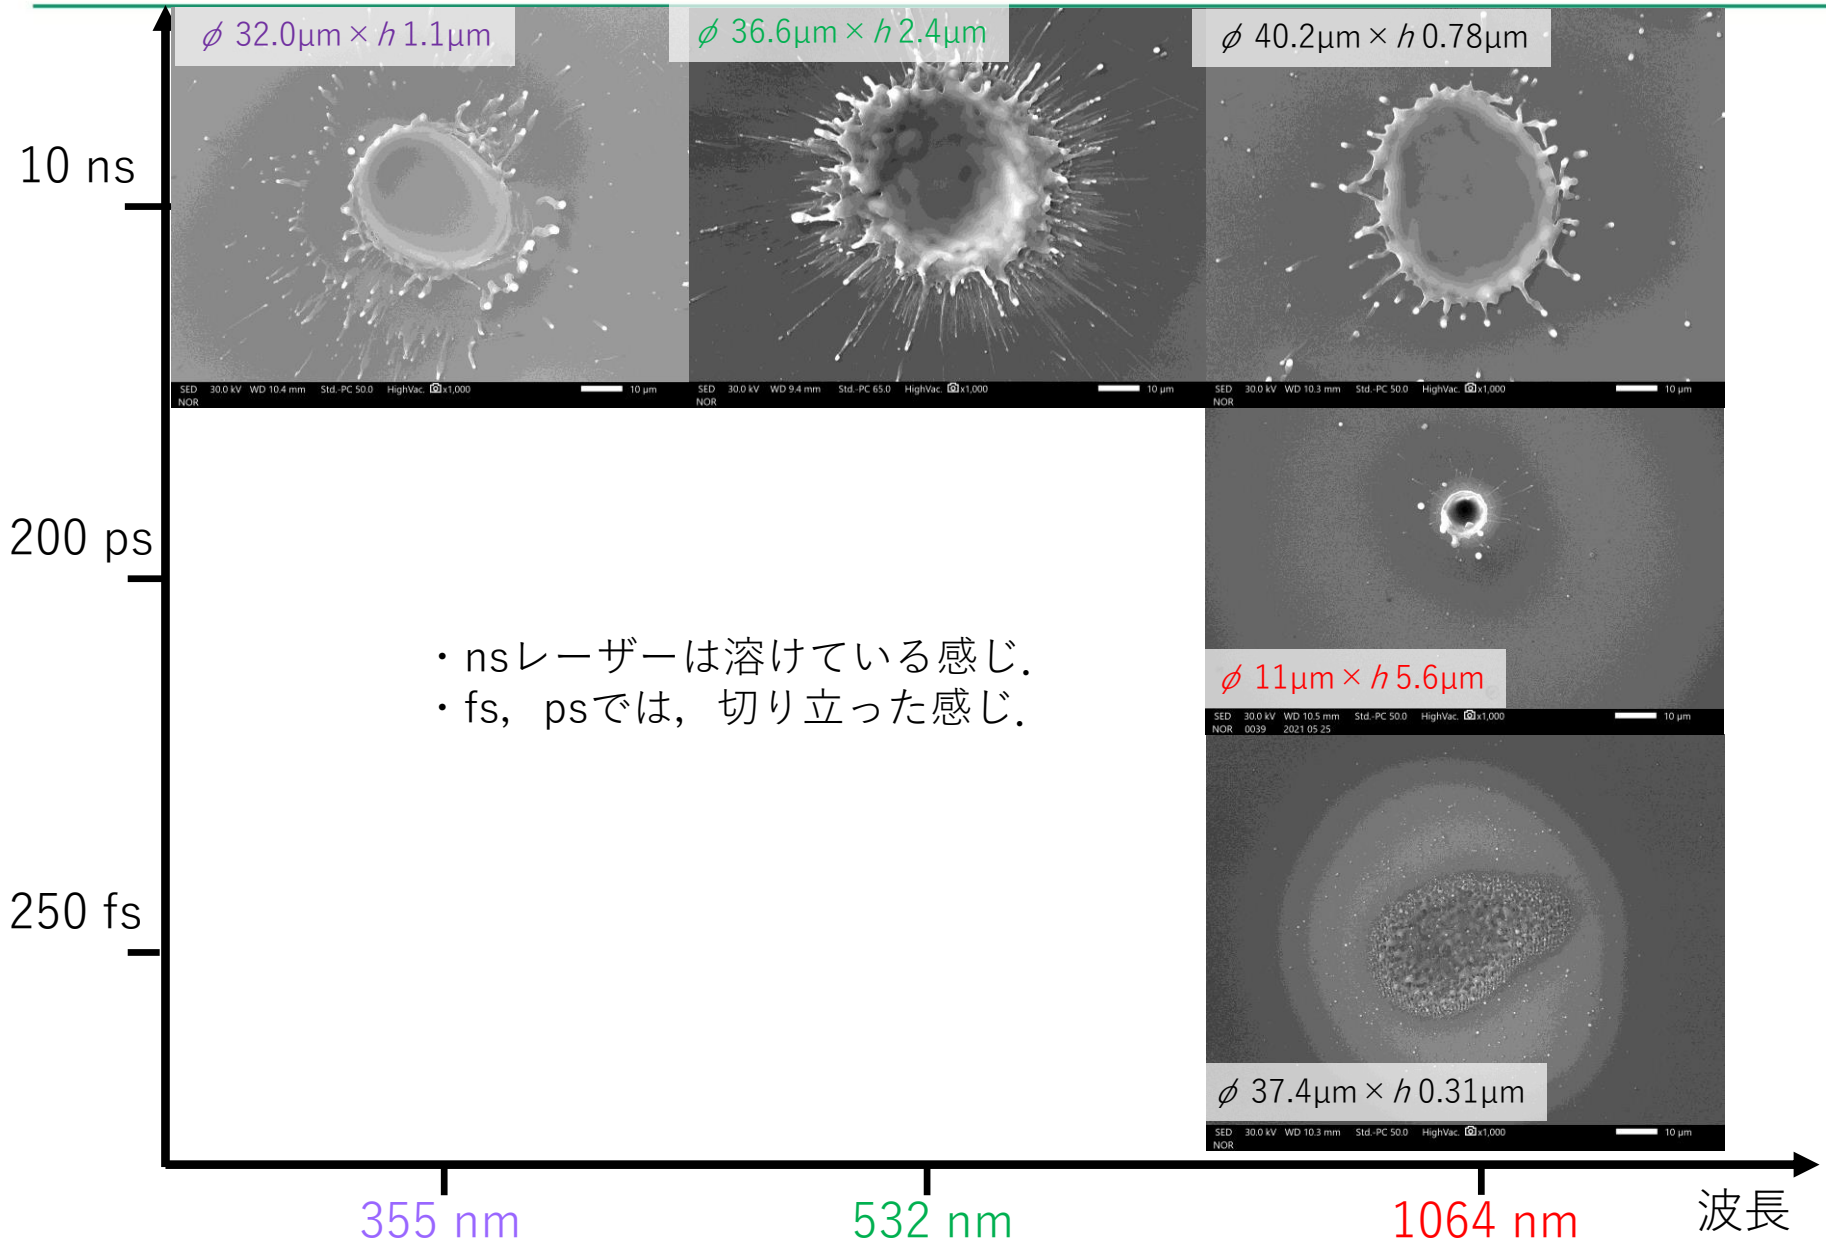 φ 32.0μm × h 1.1μm
φ 36.6μm × h 2.4μm
φ 40.2μm × h 0.78μm
10 ns
SED 30.0 kV WD 10.4 mm Std.-PC 50.0 HighVac. x1,000 10 μm
NOR
SED 30.0 kV WD 9.4 mm Std.-PC 65.0 HighVac. x1,000 10 μm
NOR
SED 30.0 kV WD 10.3 mm Std.-PC 50.0 HighVac. x1,000 10 μm
NOR
200 ps
・nsレーザーは溶けている感じ.
・fs, psでは, 切り立った感じ.
φ 11μm × h 5.6μm
SED 30.0 kV WD 10.5 mm Std.-PC 50.0 HighVac. x1,000 10 μm
NOR 0039 2021 05 25
250 fs
φ 37.4μm × h 0.31μm
SED 30.0 kV WD 10.3 mm Std.-PC 50.0 HighVac. x1,000 10 μm
NOR
355 nm
532 nm
1064 nm
波長